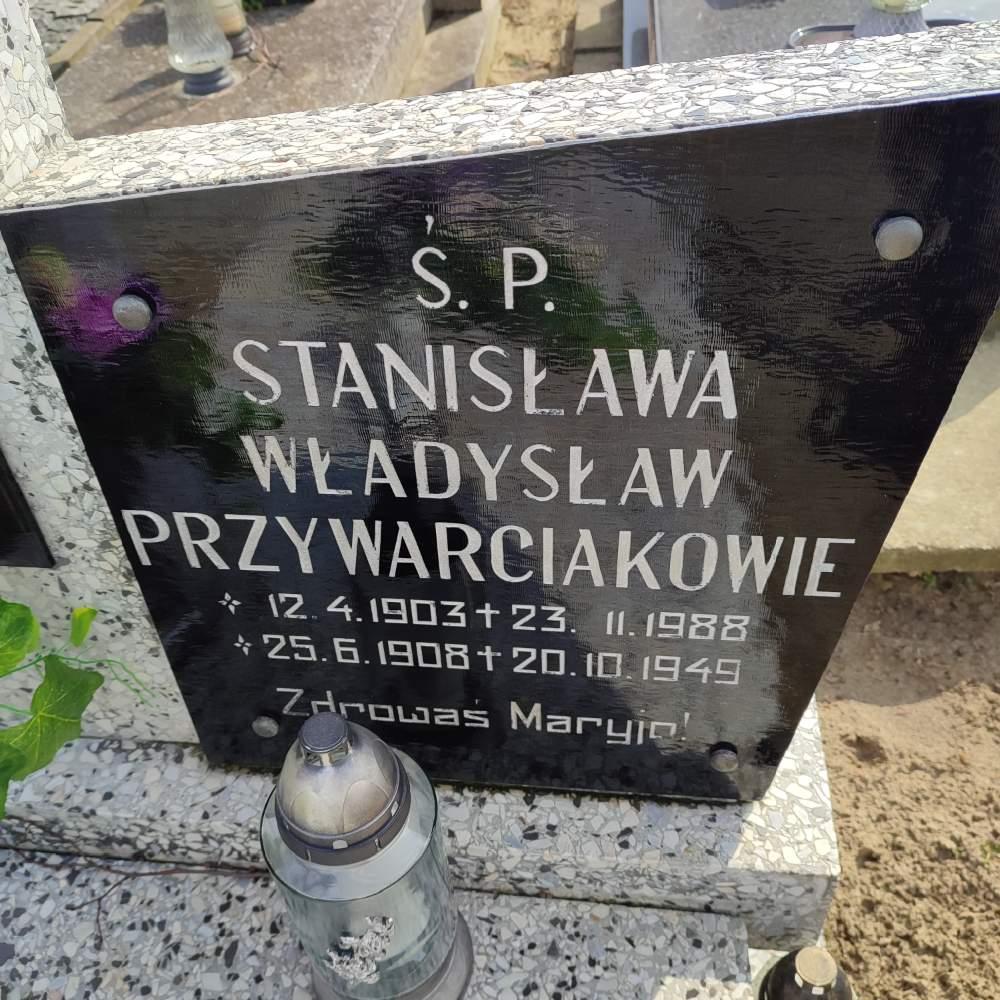 Ś. P.
STANISŁAWA
WŁADYSŁAW
PRZYWARCIAKOWIE
* 12. 4. 1903 + 23. 11. 1988
* 25. 6. 1908 + 20. 10. 1949
Zdrowaś Maryjo!